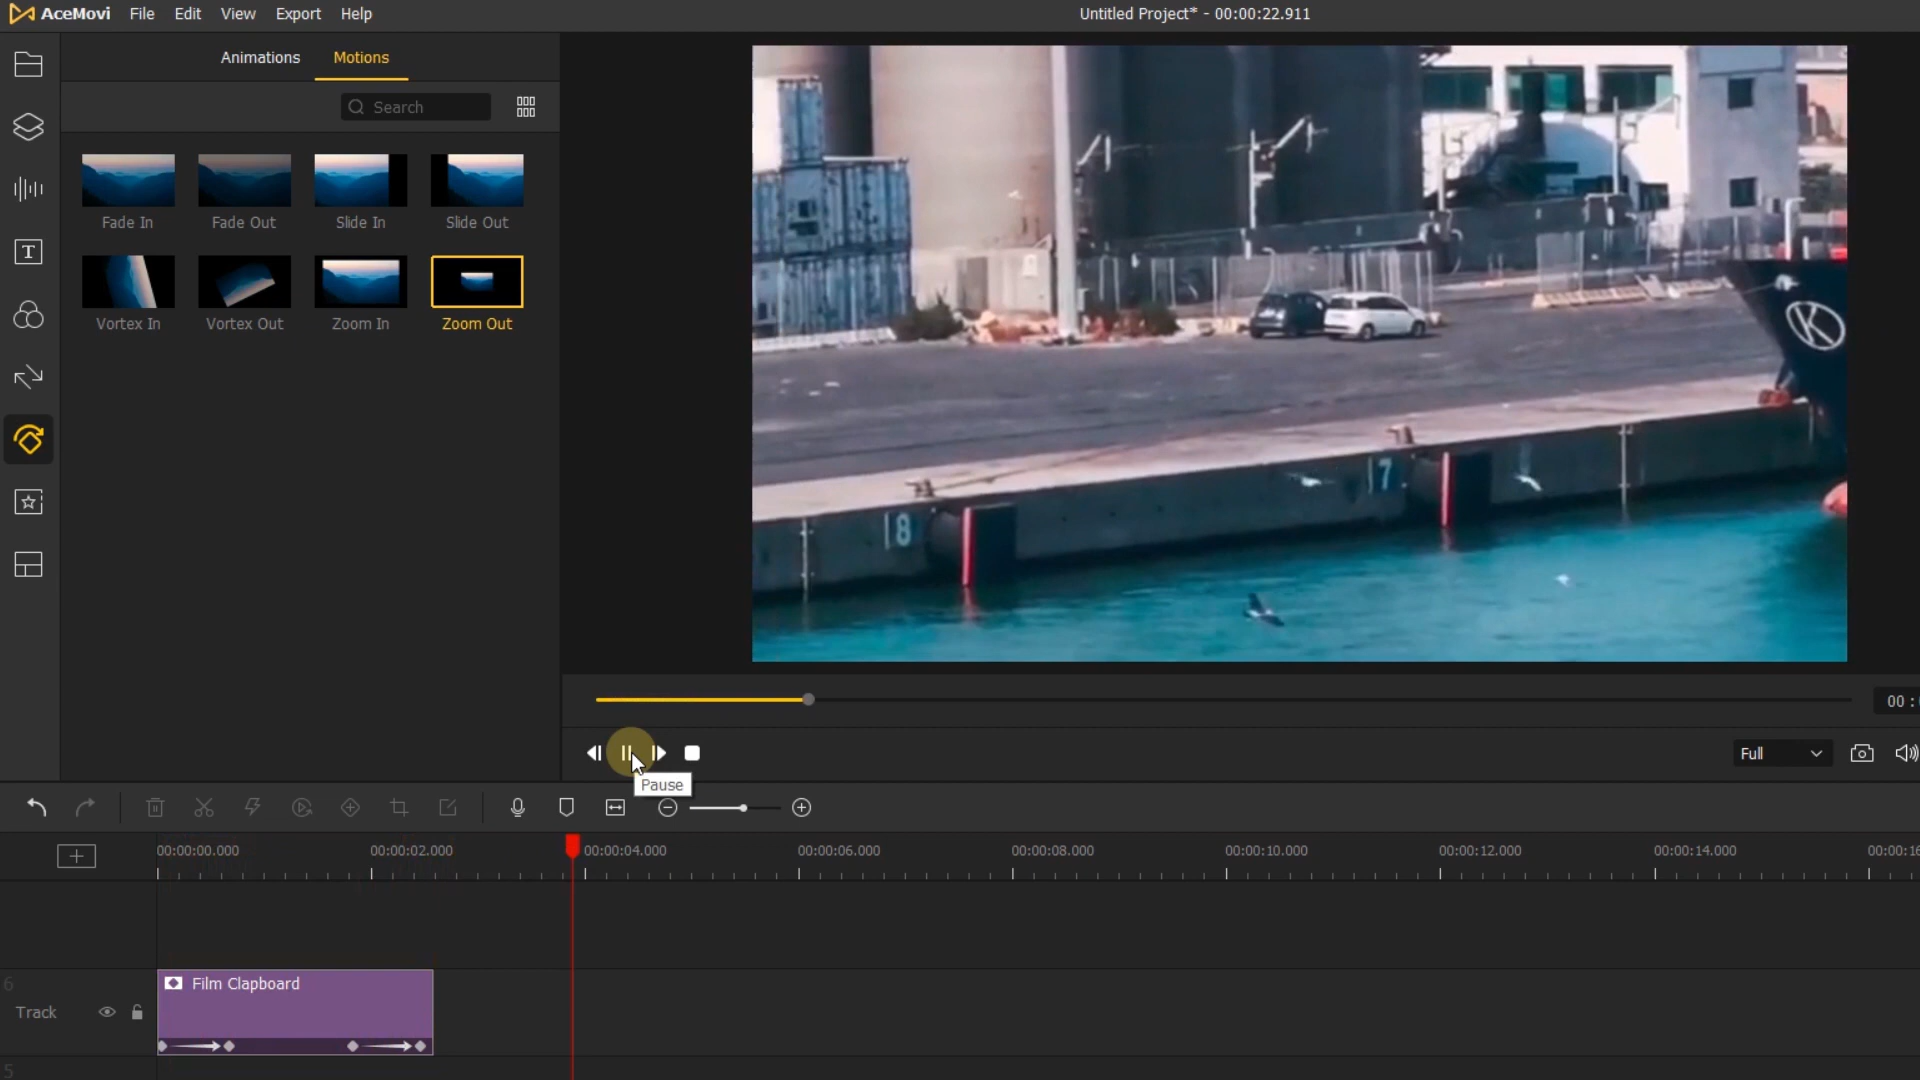 AceMovi File Edit View Export Help
Untitled Project* - 00:00:22.911
Animations Motions
Search
Fade In Fade Out Slide In Slide Out
Vortex In Vortex Out Zoom In Zoom Out
K
18
17
00 :
Full
Pause
00:00:00.000 00:00:02.000 00:00:04.000 00:00:06.000 00:00:08.000 00:00:10.000 00:00:12.000 00:00:14.000 00:00:16
6
Film Clapboard
Track
5